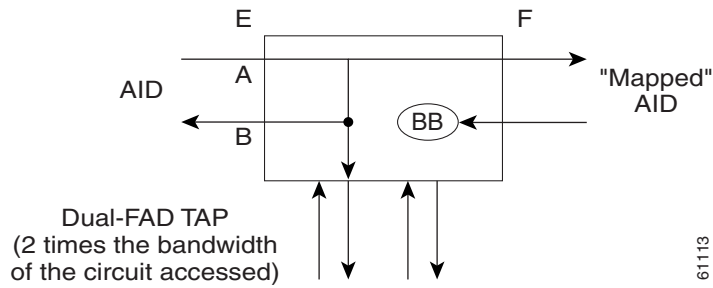 E
F
A
AID
"Mapped"
AID
B
BB
Dual-FAD TAP
(2 times the bandwidth
of the circuit accessed)
61113